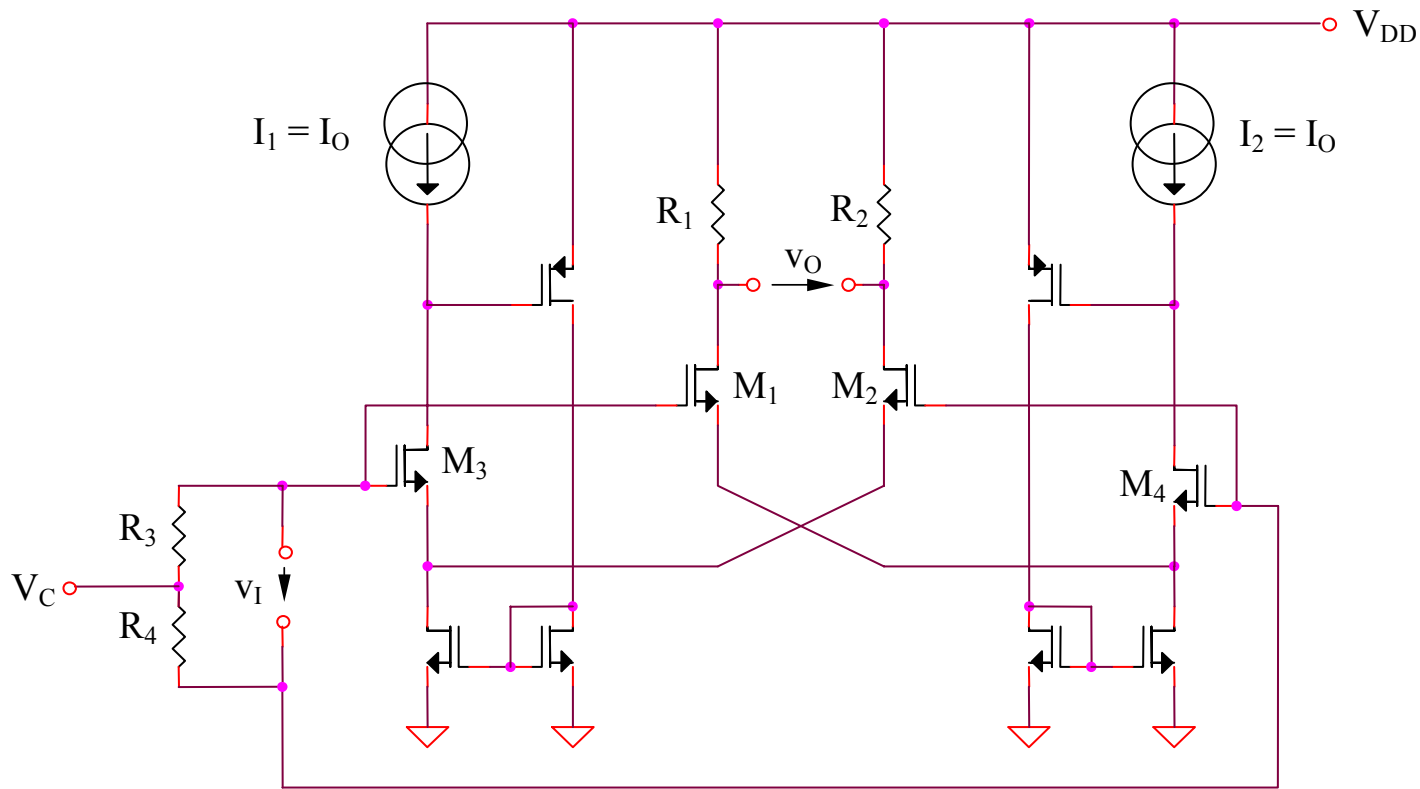 V_DD
I_1 = I_O
I_2 = I_O
R_1
R_2
v_O
M_1
M_2
M_3
M_4
R_3
V_C
v_I
R_4